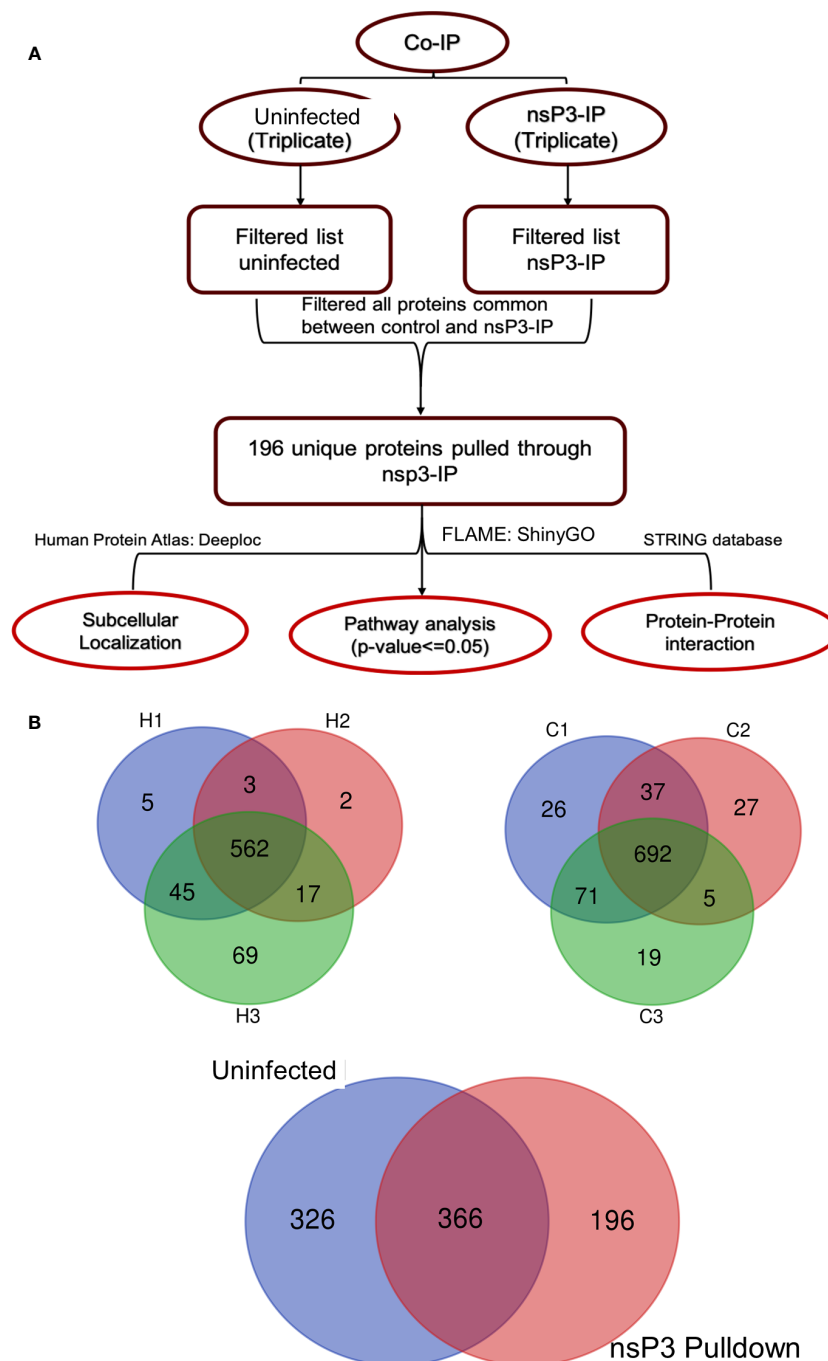 A
Co-IP
Uninfected
(Triplicate)
nsP3-IP
(Triplicate)
Filtered list
uninfected
Filtered list
nsP3-IP
Filtered all proteins common
between control and nsP3-IP
196 unique proteins pulled through
nsp3-IP
Human Protein Atlas: Deeploc
FLAME: ShinyGO
STRING database
Subcellular
Localization
Pathway analysis
(p-value<=0.05)
Protein-Protein
interaction
B
H1
H2
5
3
2
562
45
17
69
H3
C1
C2
26
37
27
692
71
5
19
C3
Uninfected
326
366
196
nsP3 Pulldown